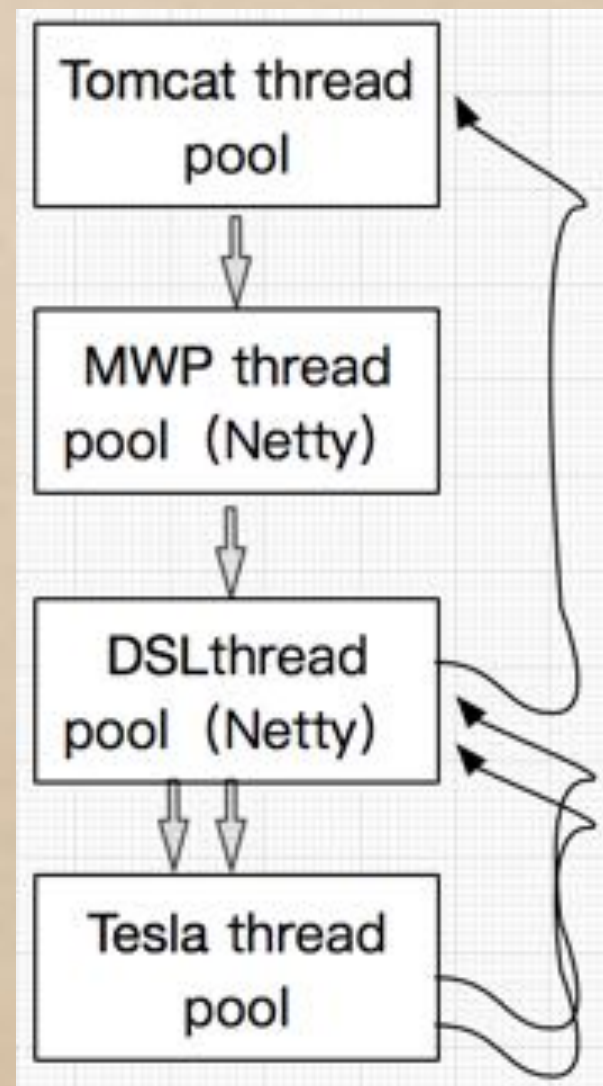 Tomcat thread
pool
MWP thread
pool（Netty）
DSLthread
pool（Netty）
Tesla thread
pool